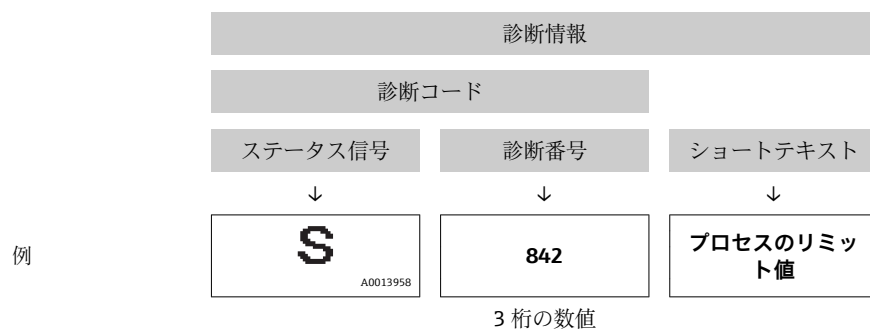 診断情報
診断コード
ステータス信号 診断番号 ショートテキスト
↓ ↓ ↓
例 S 842 プロセスのリミッ
ト値
A0013958
3 桁の数値